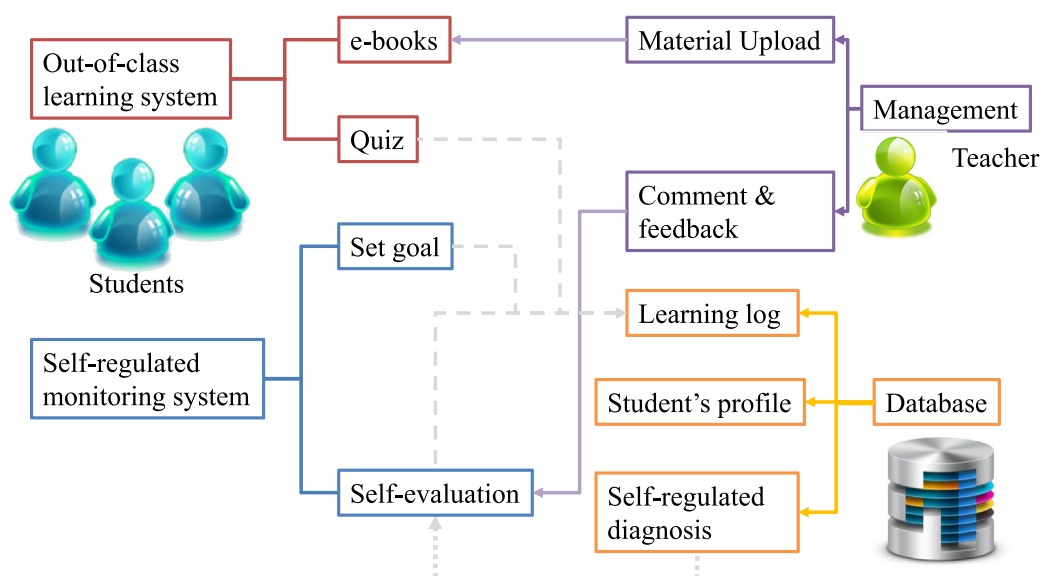 Out-of-class
learning system
e-books
Material Upload
Management
Quiz
Teacher
Students
Comment &
feedback
Set goal
Learning log
Self-regulated
monitoring system
Student's profile
Database
Self-evaluation
Self-regulated
diagnosis